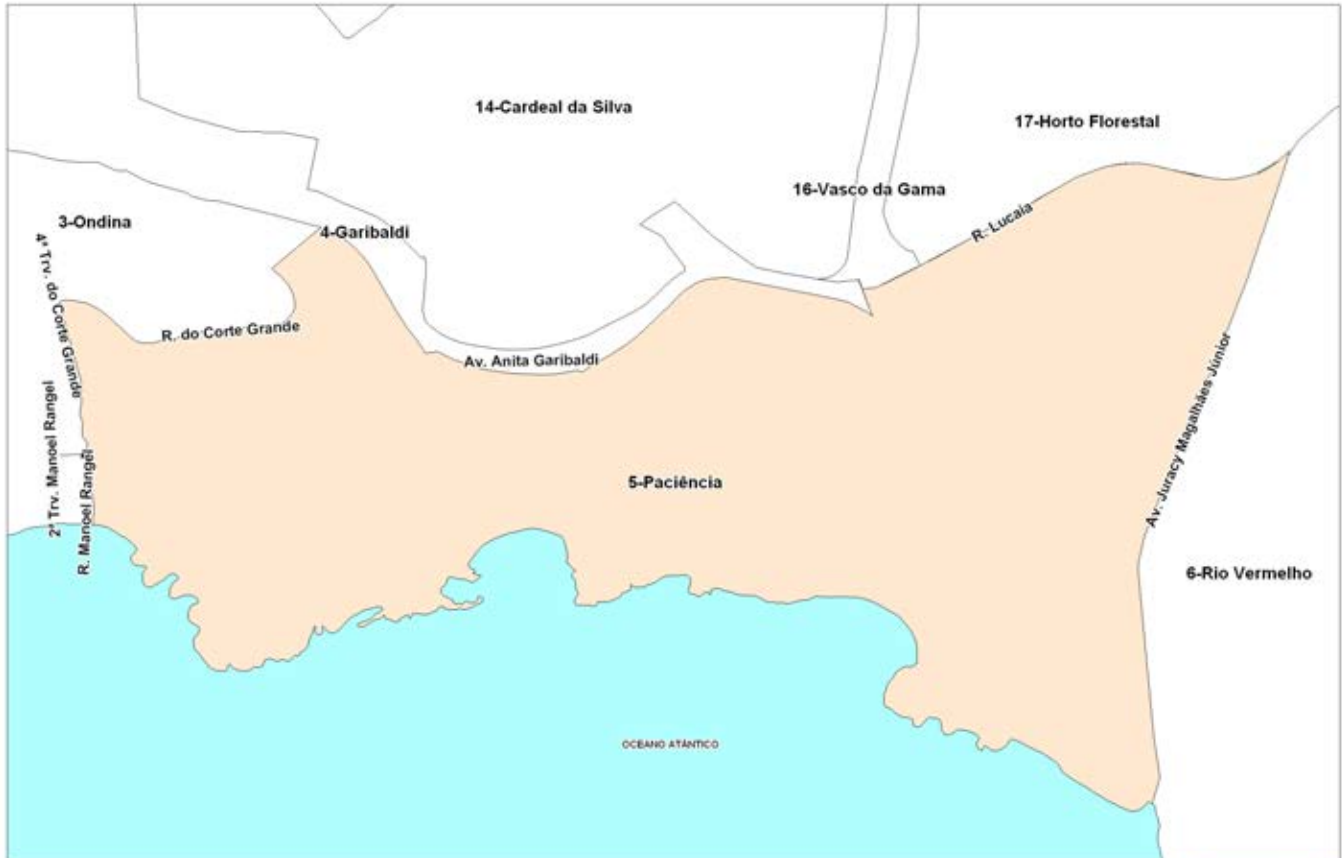 14-Cardeal da Silva
17-Horto Florestal
16-Vasco da Gama
3-Ondina
4-Garibaldi
R. Lucaia
4ª Trv. do Corte Grande
R. do Corte Grande
Av. Anita Garibaldi
Av. Juracy Magalhães Júnior
2ª Trv. Manoel Rangel
R. Manoel Rangel
5-Paciência
6-Rio Vermelho
OCEANO ATÂNTICO